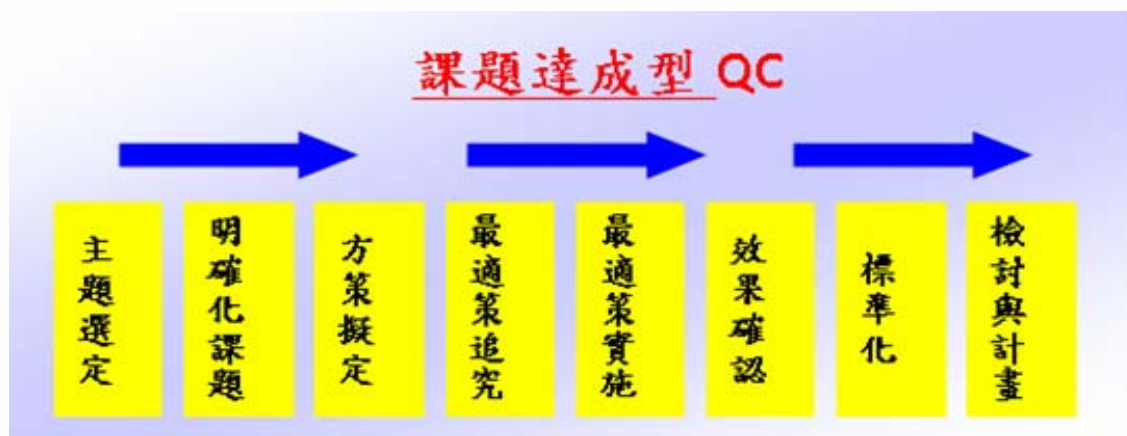 課題達成型 QC
主題選定
明確化課題
方策擬定
最適策追究
最適策實施
效果確認
標準化
檢討與計畫